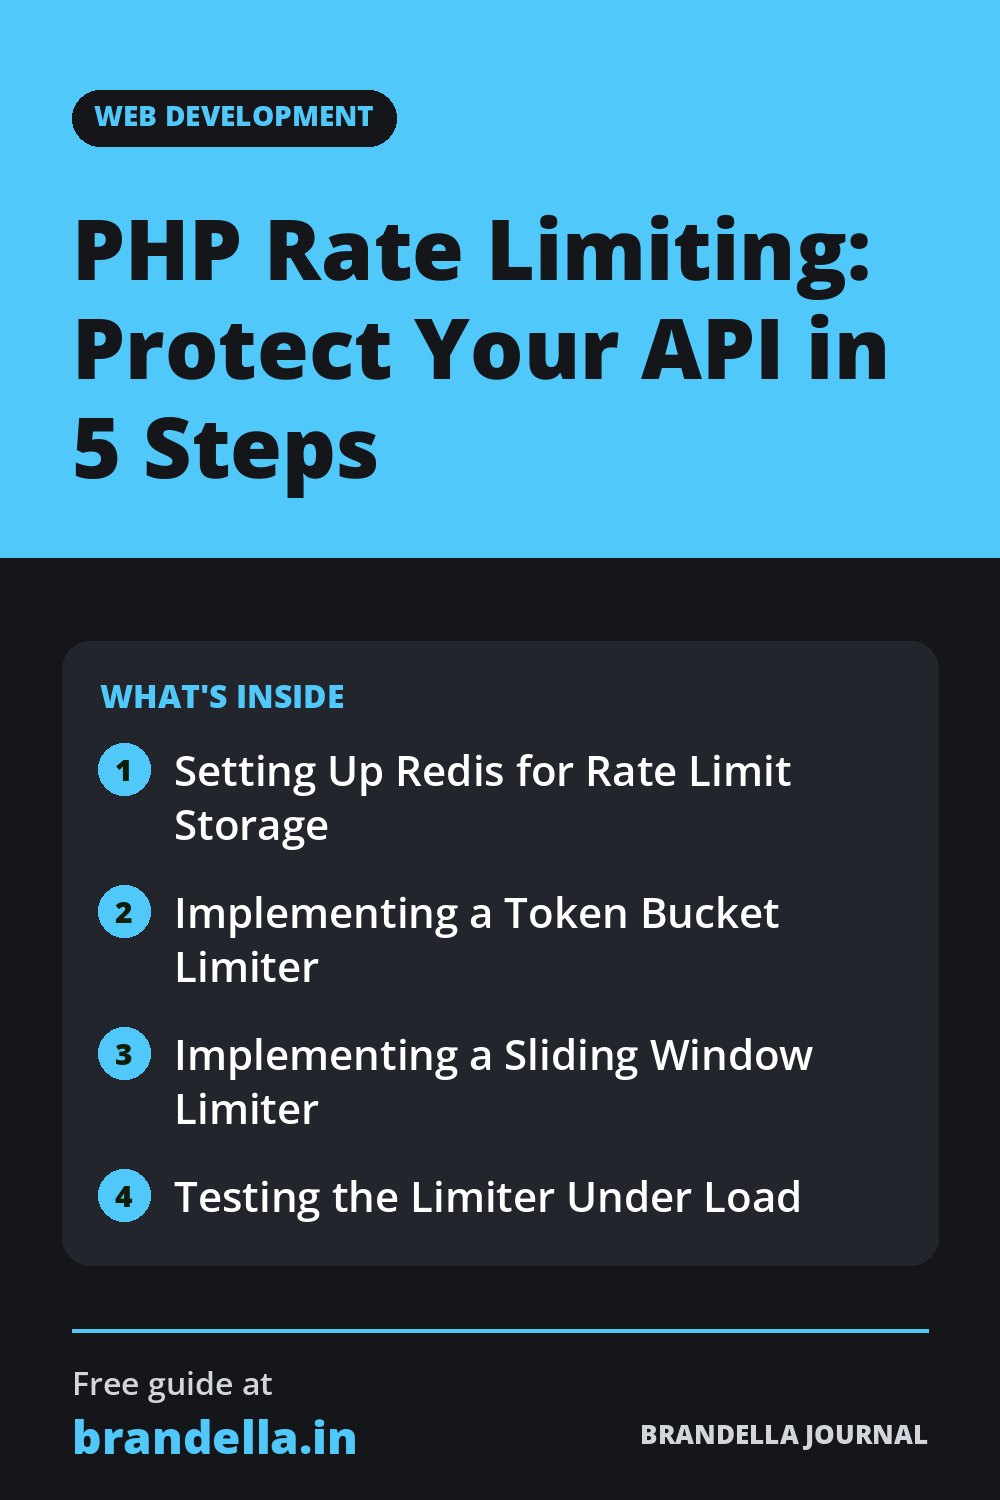 WEB DEVELOPMENT
PHP Rate Limiting:
Protect Your API in
5 Steps
WHAT'S INSIDE
1 Setting Up Redis for Rate Limit
Storage
2 Implementing a Token Bucket
Limiter
3 Implementing a Sliding Window
Limiter
4 Testing the Limiter Under Load
Free guide at
brandella.in
BRANDELLA JOURNAL